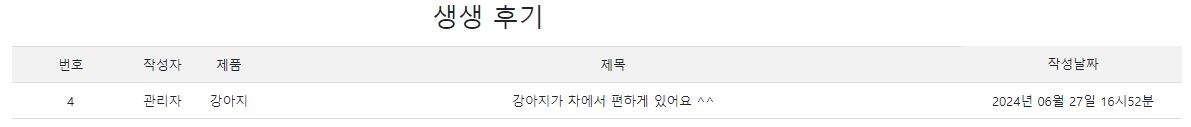 생생 후기
번호 작성자 제품 제목 작성날짜
4 관리자 강아지 강아지가 차에서 편하게 있어요 ^^ 2024년 06월 27일 16시52분